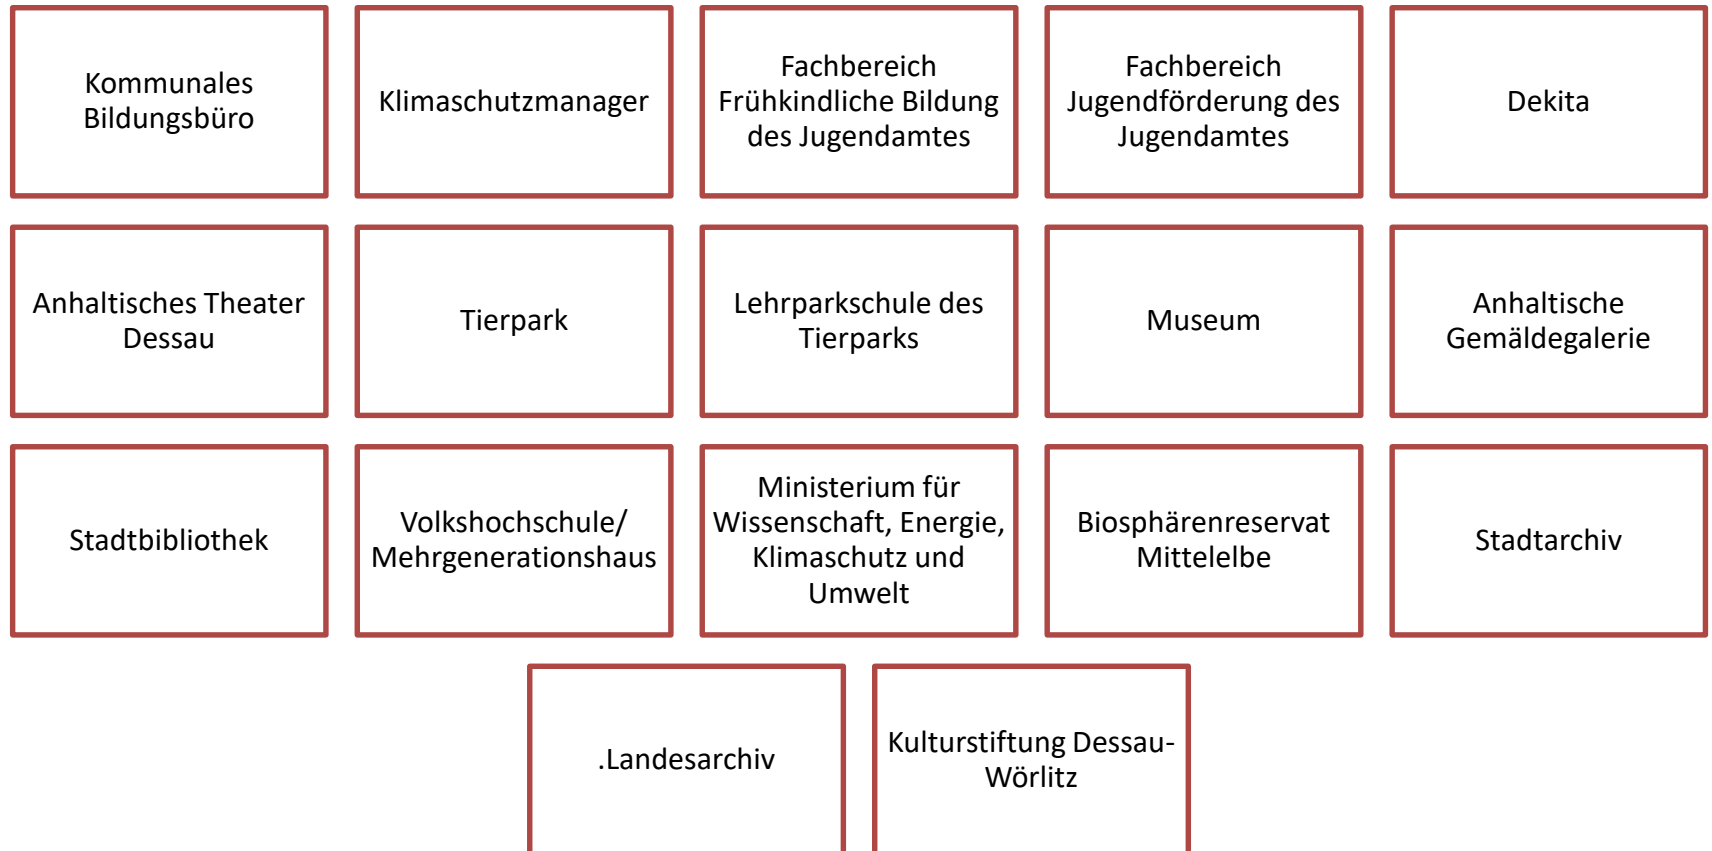 Kommunales
Bildungsbüro
Klimaschutzmanager
Fachbereich
Frühkindliche Bildung
des Jugendamtes
Fachbereich
Jugendförderung des
Jugendamtes
Dekita
Anhaltisches Theater
Dessau
Tierpark
Lehrparkschule des
Tierparks
Museum
Anhaltische
Gemäldegalerie
Stadtbibliothek
Volkshochschule/
Mehrgenerationshaus
Ministerium für
Wissenschaft, Energie,
Klimaschutz und
Umwelt
Biosphärenreservat
Mittelelbe
Stadtarchiv
.Landesarchiv
Kulturstiftung Dessau-
Wörlitz